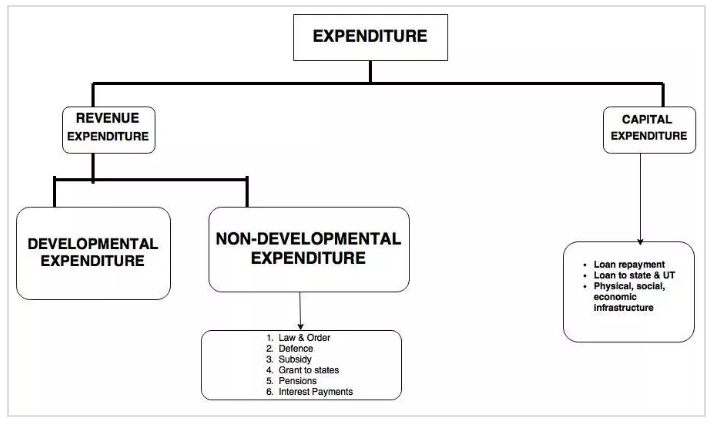 EXPENDITURE
REVENUE
EXPENDITURE
CAPITAL
EXPENDITURE
DEVELOPMENTAL
EXPENDITURE
NON-DEVELOPMENTAL
EXPENDITURE
• Loan repayment
• Loan to state & UT
• Physical, social,
economic
infrastructure
1. Law & Order
2. Defence
3. Subsidy
4. Grant to states
5. Pensions
6. Interest Payments